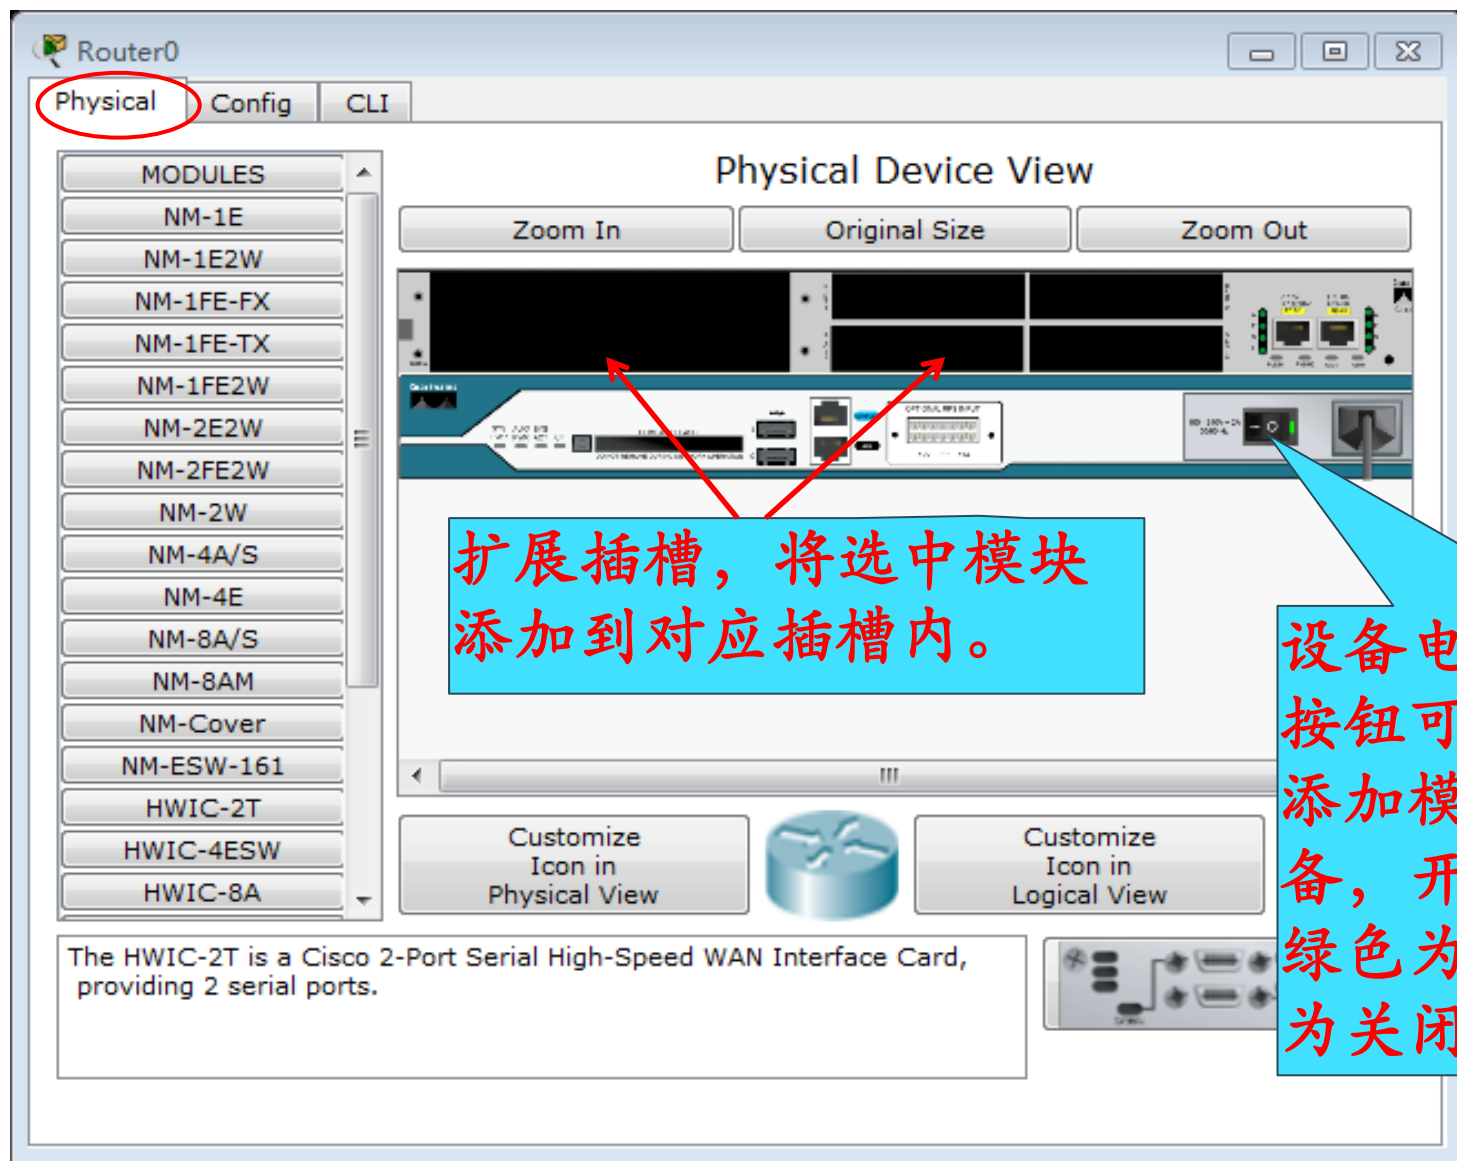 Router0
Physical
Config
CLI
MODULES
NM-1E
NM-1E2W
NM-1FE-FX
NM-1FE-TX
NM-1FE2W
NM-2E2W
NM-2FE2W
NM-2W
NM-4A/S
NM-4E
NM-8A/S
NM-8AM
NM-Cover
NM-ESW-161
HWIC-2T
HWIC-4ESW
HWIC-8A
Physical Device View
Zoom In
Original Size
Zoom Out
OPTIONAL RPS INPUT
扩展插槽，将选中模块
添加到对应插槽内。
设备电
按钮可
添加模
备，开
绿色为
为关闭
Customize
Icon in
Physical View
Customize
Icon in
Logical View
The HWIC-2T is a Cisco 2-Port Serial High-Speed WAN Interface Card,
providing 2 serial ports.